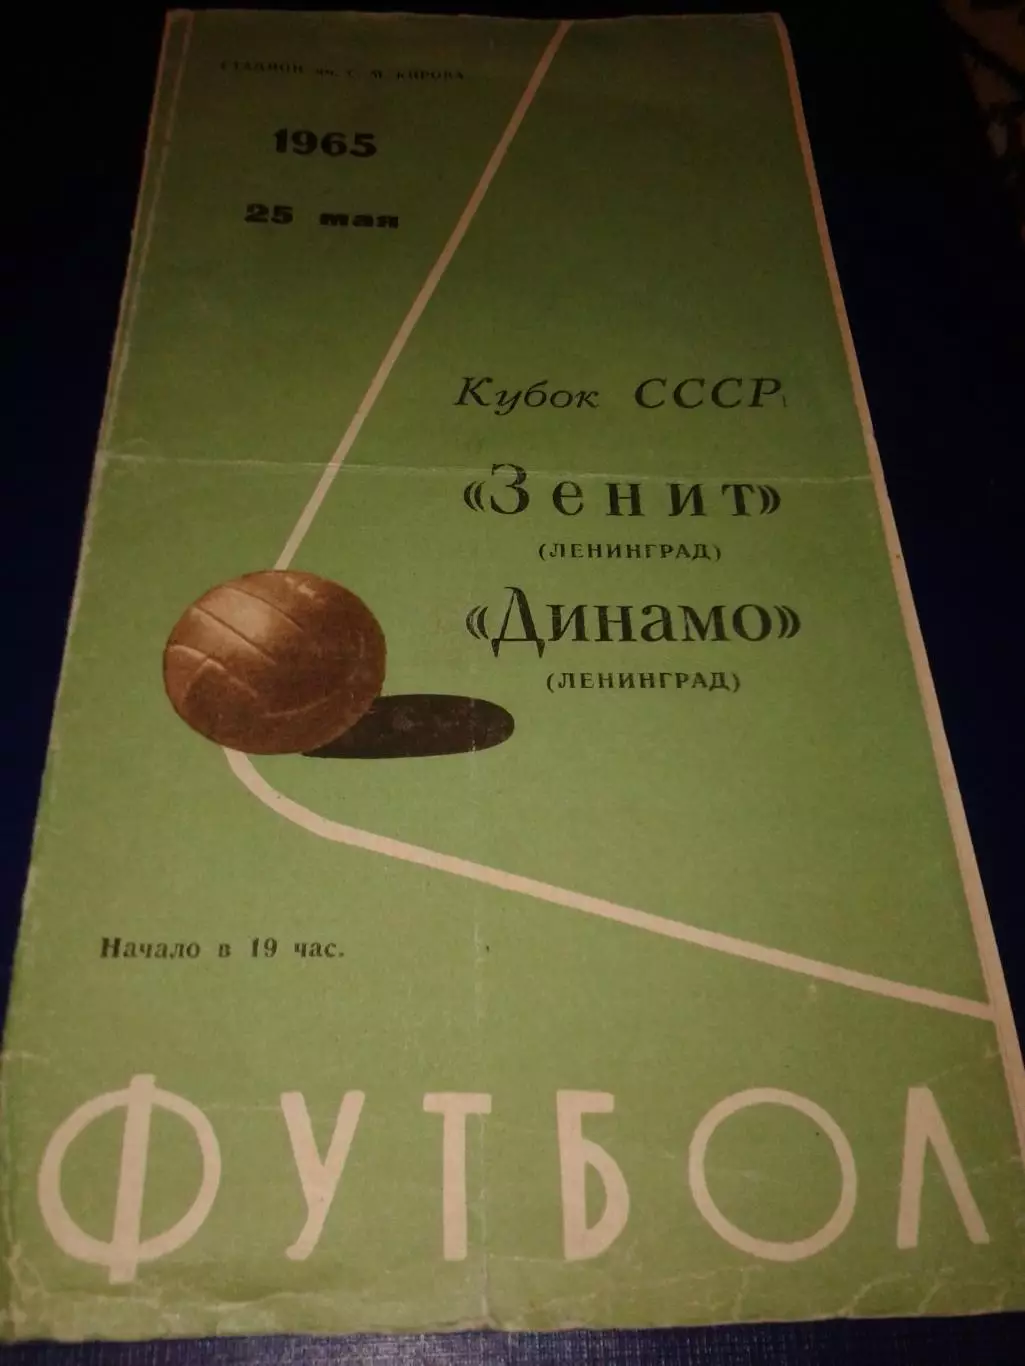 СТАДИОН им. С. М. КИРОВА
1965
25 мая
Кубок СССР
«Зенит»
(ЛЕНИНГРАД)
«Динамо»
(ЛЕНИНГРАД)
Начало в 19 час.
ФУТБОЛ